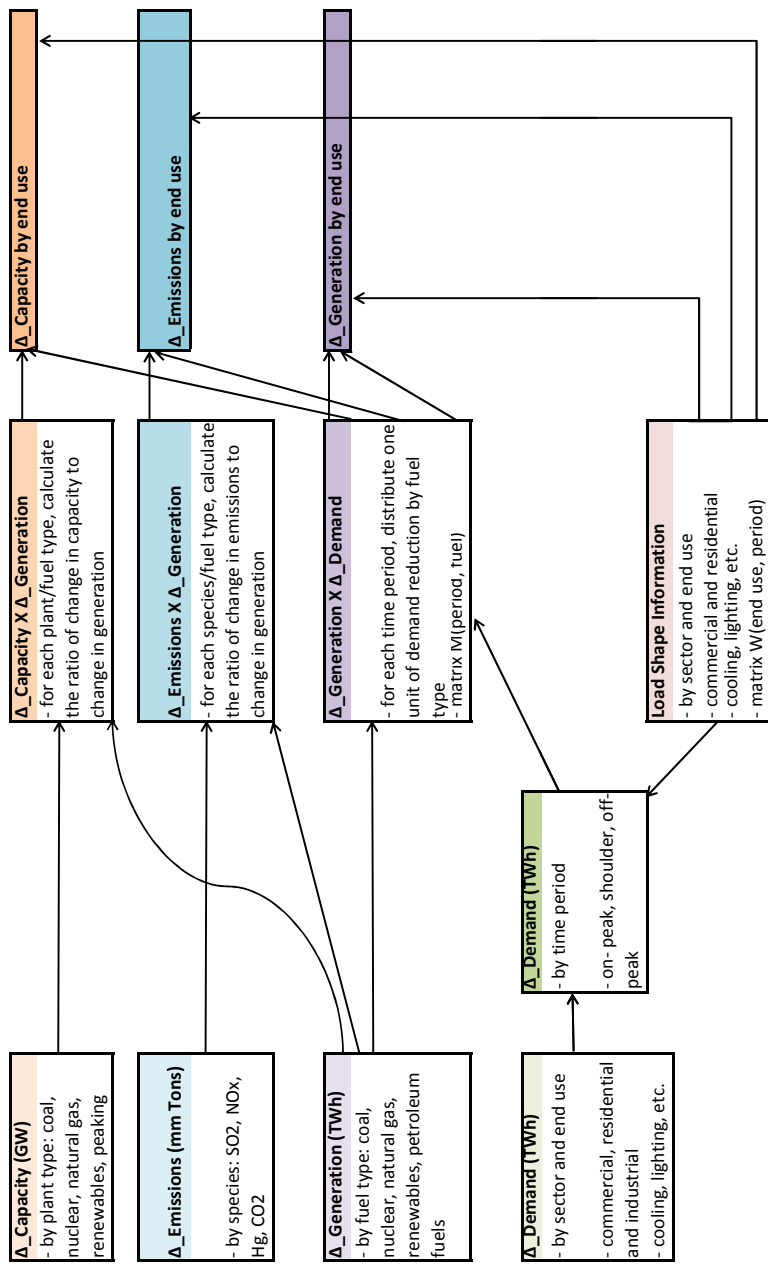 Δ_Capacity (GW)
- by plant type: coal,
nuclear, natural gas,
renewables, peaking
Δ_Emissions (mm Tons)
- by species: SO2, NOx,
Hg, CO2
Δ_Generation (TWh)
- by fuel type: coal,
nuclear, natural gas,
renewables, petroleum
fuels
Δ_Demand (TWh)
- by sector and end use
- commercial, residential
and industrial
- cooling, lighting, etc.
Δ_Demand (TWh)
- by time period
- on- peak, shoulder, off-
peak
Δ_Capacity X Δ_Generation
- for each plant/fuel type, calculate
the ratio of change in capacity to
change in generation
Δ_Emissions X Δ_Generation
- for each species/fuel type, calculate
the ratio of change in emissions to
change in generation
Δ_Generation X Δ_Demand
- for each time period, distribute one
unit of demand reduction by fuel
type
- matrix M(period, fuel)
Load Shape Information
- by sector and end use
- commercial and residential
- cooling, lighting, etc.
- matrix W(end use, period)
Δ_Capacity by end use
Δ_Emissions by end use
Δ_Generation by end use